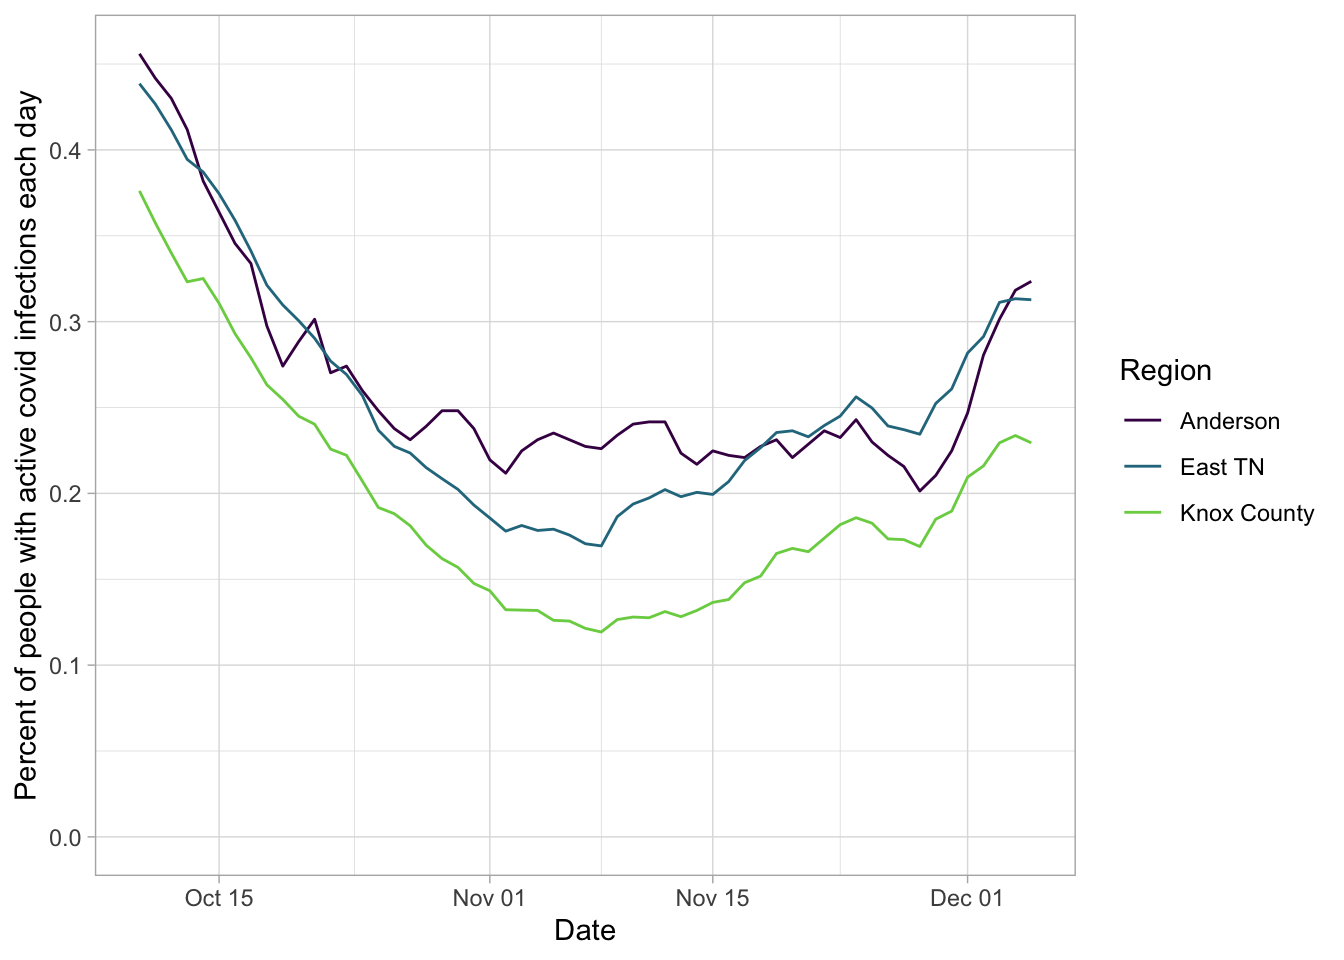 Percent of people with active covid infections each day
0.4
0.3
0.2
0.1
0.0
Oct 15
Nov 01
Nov 15
Dec 01
Date
Region
Anderson
East TN
Knox County